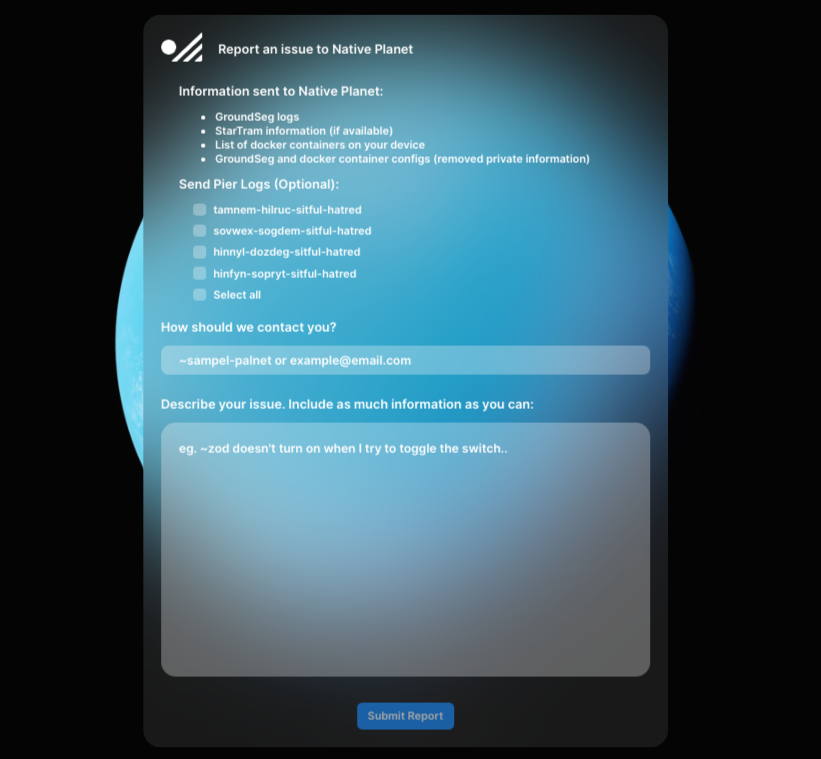 Report an issue to Native Planet
Information sent to Native Planet:
GroundSeg logs
StarTram information (if available)
List of docker containers on your device
GroundSeg and docker container configs (removed private information)
Send Pier Logs (Optional):
tamnem-hilruc-sitful-hatred
sovwex-sogdem-sitful-hatred
hinnyl-dozdeg-sitful-hatred
hinfyn-sopryt-sitful-hatred
Select all
How should we contact you?
~sampel-palnet or example@email.com
Describe your issue. Include as much information as you can:
eg. ~zod doesn't turn on when I try to toggle the switch..
Submit Report